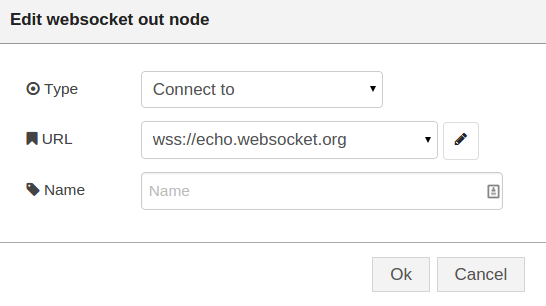 Edit websocket out node
Type
Connect to
URL
wss://echo.websocket.org
Name
Name
Ok
Cancel